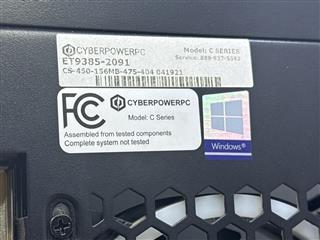 CYBERPOWERPC Model: C SERIES
ET9385-2091 Service: 888-937-5582
CS-450-156MB-475-404 041921
FC CYBERPOWERPC
Model: C Series
Assembled from tested components
Complete system not tested
Windows®